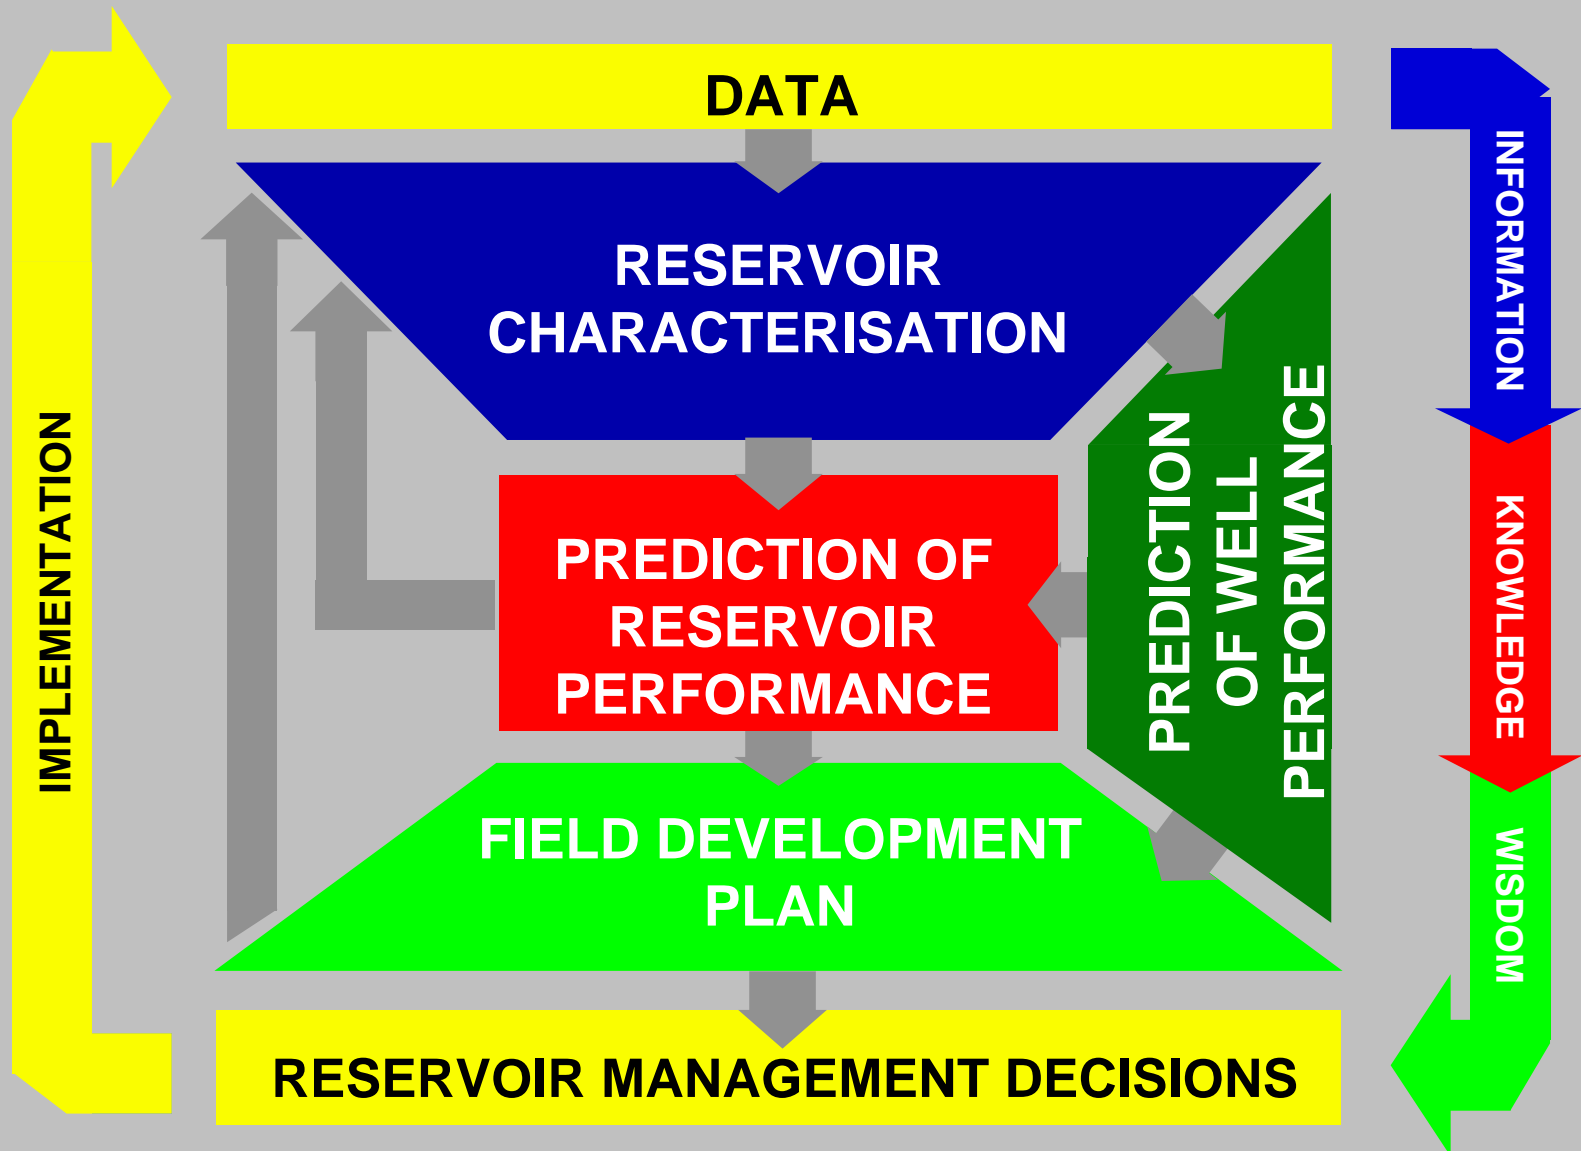 DATA
RESERVOIR
CHARACTERISATION
PREDICTION OF
RESERVOIR
PERFORMANCE
PREDICTION
OF WELL
PERFORMANCE
FIELD DEVELOPMENT
PLAN
RESERVOIR MANAGEMENT DECISIONS
IMPLEMENTATION
INFORMATION
KNOWLEDGE
WISDOM